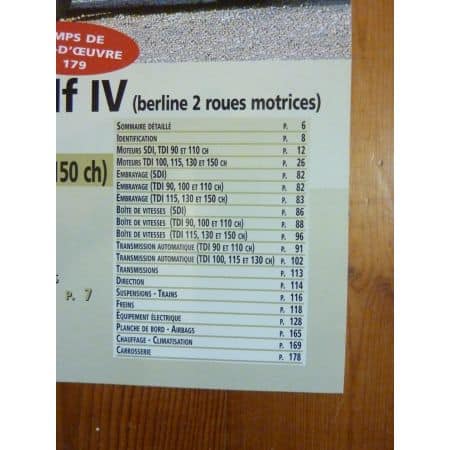 MPS DE
-D'ŒUVRE
179
lf IV (berline 2 roues motrices)
150 ch)
SOMMAIRE DÉTAILLÉ P. 6
IDENTIFICATION P. 8
MOTEURS SDI, TDI 90 ET 110 CH P. 12
MOTEURS TDI 100, 115, 130 ET 150 CH P. 26
EMBRAYAGE (SDI) P. 82
EMBRAYAGE (TDI 90, 100 ET 110 CH) P. 82
EMBRAYAGE (TDI 115, 130 ET 150 CH) P. 83
BOÎTE DE VITESSES (SDI) P. 86
BOÎTE DE VITESSES (TDI 90, 100 ET 110 CH) P. 88
BOÎTE DE VITESSES (TDI 115, 130 ET 150 CH) P. 96
TRANSMISSION AUTOMATIQUE (TDI 90 ET 110 CH) P. 91
TRANSMISSION AUTOMATIQUE (TDI 100, 115 ET 130 CH) P. 102
TRANSMISSIONS P. 113
DIRECTION P. 114
SUSPENSIONS - TRAINS P. 116
FREINS P. 118
ÉQUIPEMENT ÉLECTRIQUE P. 128
PLANCHE DE BORD - AIRBAGS P. 165
CHAUFFAGE - CLIMATISATION P. 169
CARROSSERIE P. 178
S
P. 7